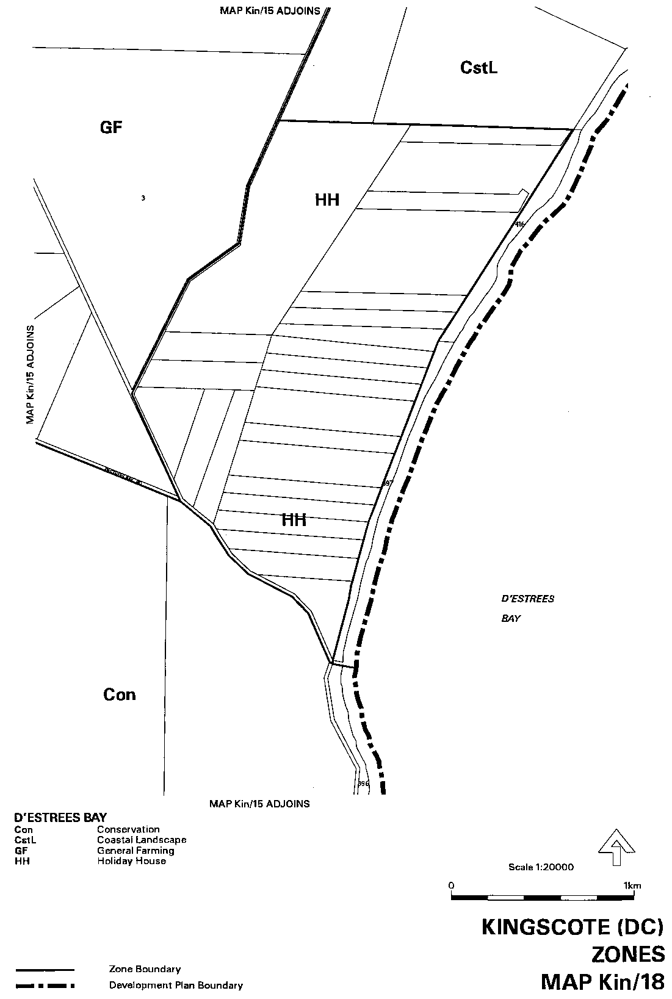 MAP Kin/15 ADJOINS
CstL
GF
3
HH
416
MAP Kin/15 ADJOINS
397
HH
D'ESTREES
BAY
Con
396
MAP Kin/15 ADJOINS
D'ESTREES BAY
Con Conservation
CstL Coastal Landscape
GF General Farming
HH Holiday House
Scale 1:20000
0 1km
KINGSCOTE (DC)
ZONES
MAP Kin/18
Zone Boundary
Development Plan Boundary